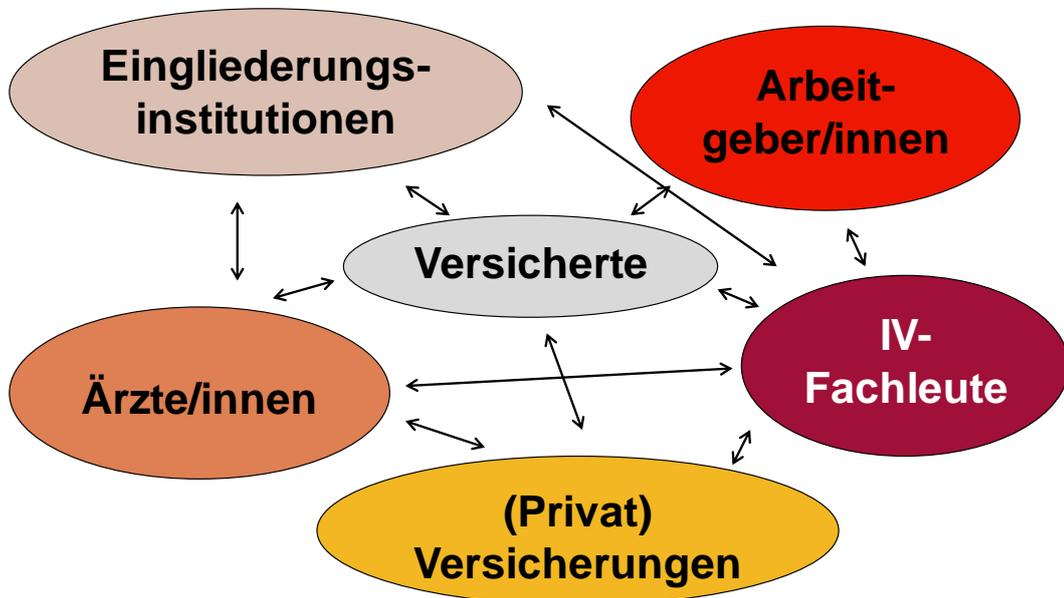 Eingliederungs-
institutionen
Arbeit-
geber/innen
Versicherte
IV-
Fachleute
Ärzte/innen
(Privat)
Versicherungen